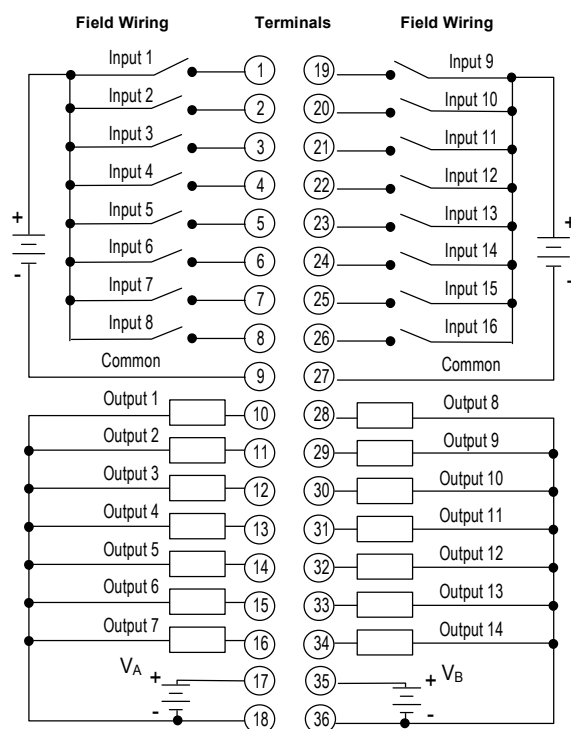 Field Wiring Terminals Field Wiring
Input 1 1 19 Input 9
Input 2 2 20 Input 10
Input 3 3 21 Input 11
Input 4 4 22 Input 12
+ Input 5 5 23 Input 13 +
Input 6 6 24 Input 14
- Input 7 7 25 Input 15 -
Input 8 8 26 Input 16
Common 9 27 Common
Output 1 10 28 Output 8
Output 2 11 29 Output 9
Output 3 12 30 Output 10
Output 4 13 31 Output 11
Output 5 14 32 Output 12
Output 6 15 33 Output 13
Output 7 16 34 Output 14
VA + 17 35 + VB
- 18 36 -